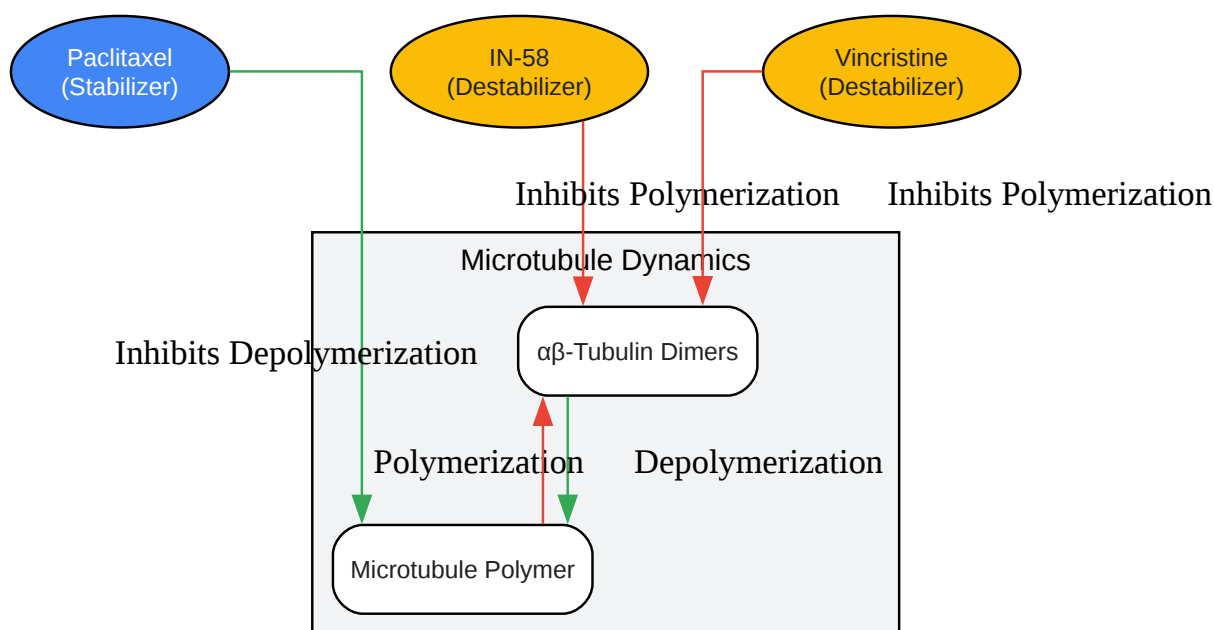 Paclitaxel
(Stabilizer)
IN-58
(Destabilizer)
Vincristine
(Destabilizer)
Inhibits Polymerization
Inhibits Polymerization
Microtubule Dynamics
αβ-Tubulin Dimers
Inhibits Depolymerization
Polymerization
Depolymerization
Microtubule Polymer